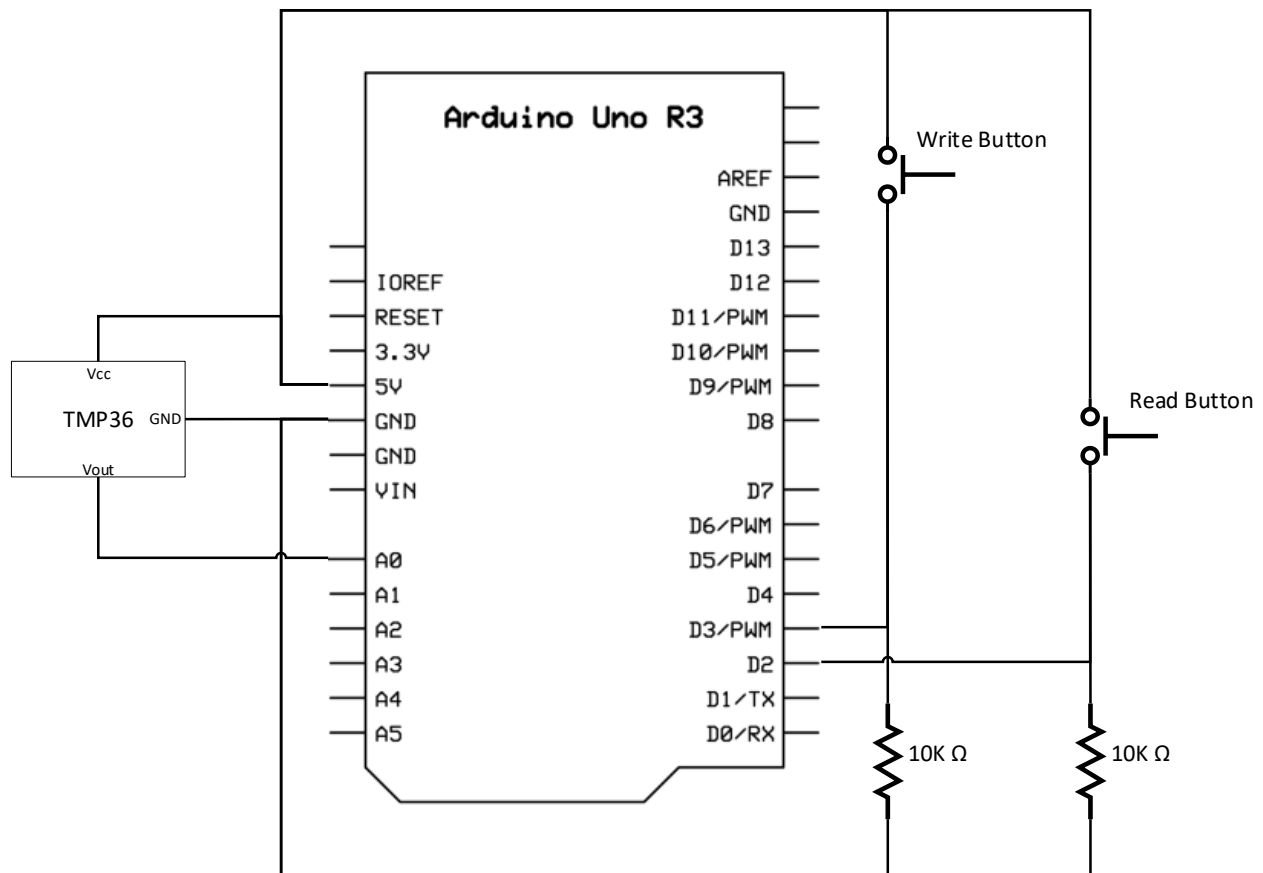 Arduino Uno R3
Write Button
AREF
GND
D13
IOREF
D12
RESET
D11/PWM
3.3V
D10/PWM
Vcc
5V
D9/PWM
Read Button
TMP36
GND
GND
D8
GND
Vout
VIN
D7
D6/PWM
A0
D5/PWM
A1
D4
A2
D3/PWM
A3
D2
A4
D1/TX
A5
D0/RX
10K Ω
10K Ω